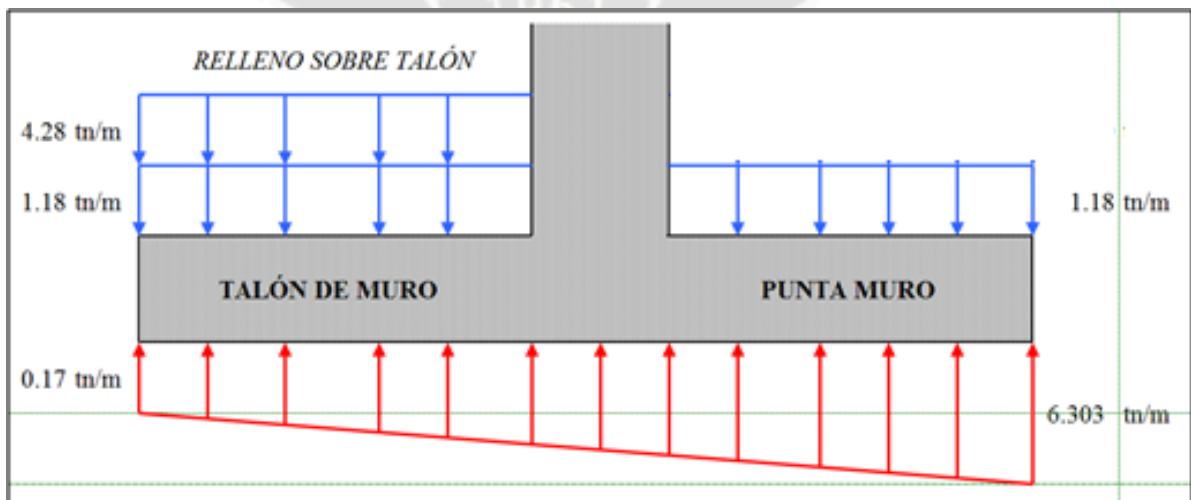 RELLENO SOBRE TALÓN
4.28 tn/m
1.18 tn/m
1.18 tn/m
TALÓN DE MURO
PUNTA MURO
0.17 tn/m
6.303 tn/m